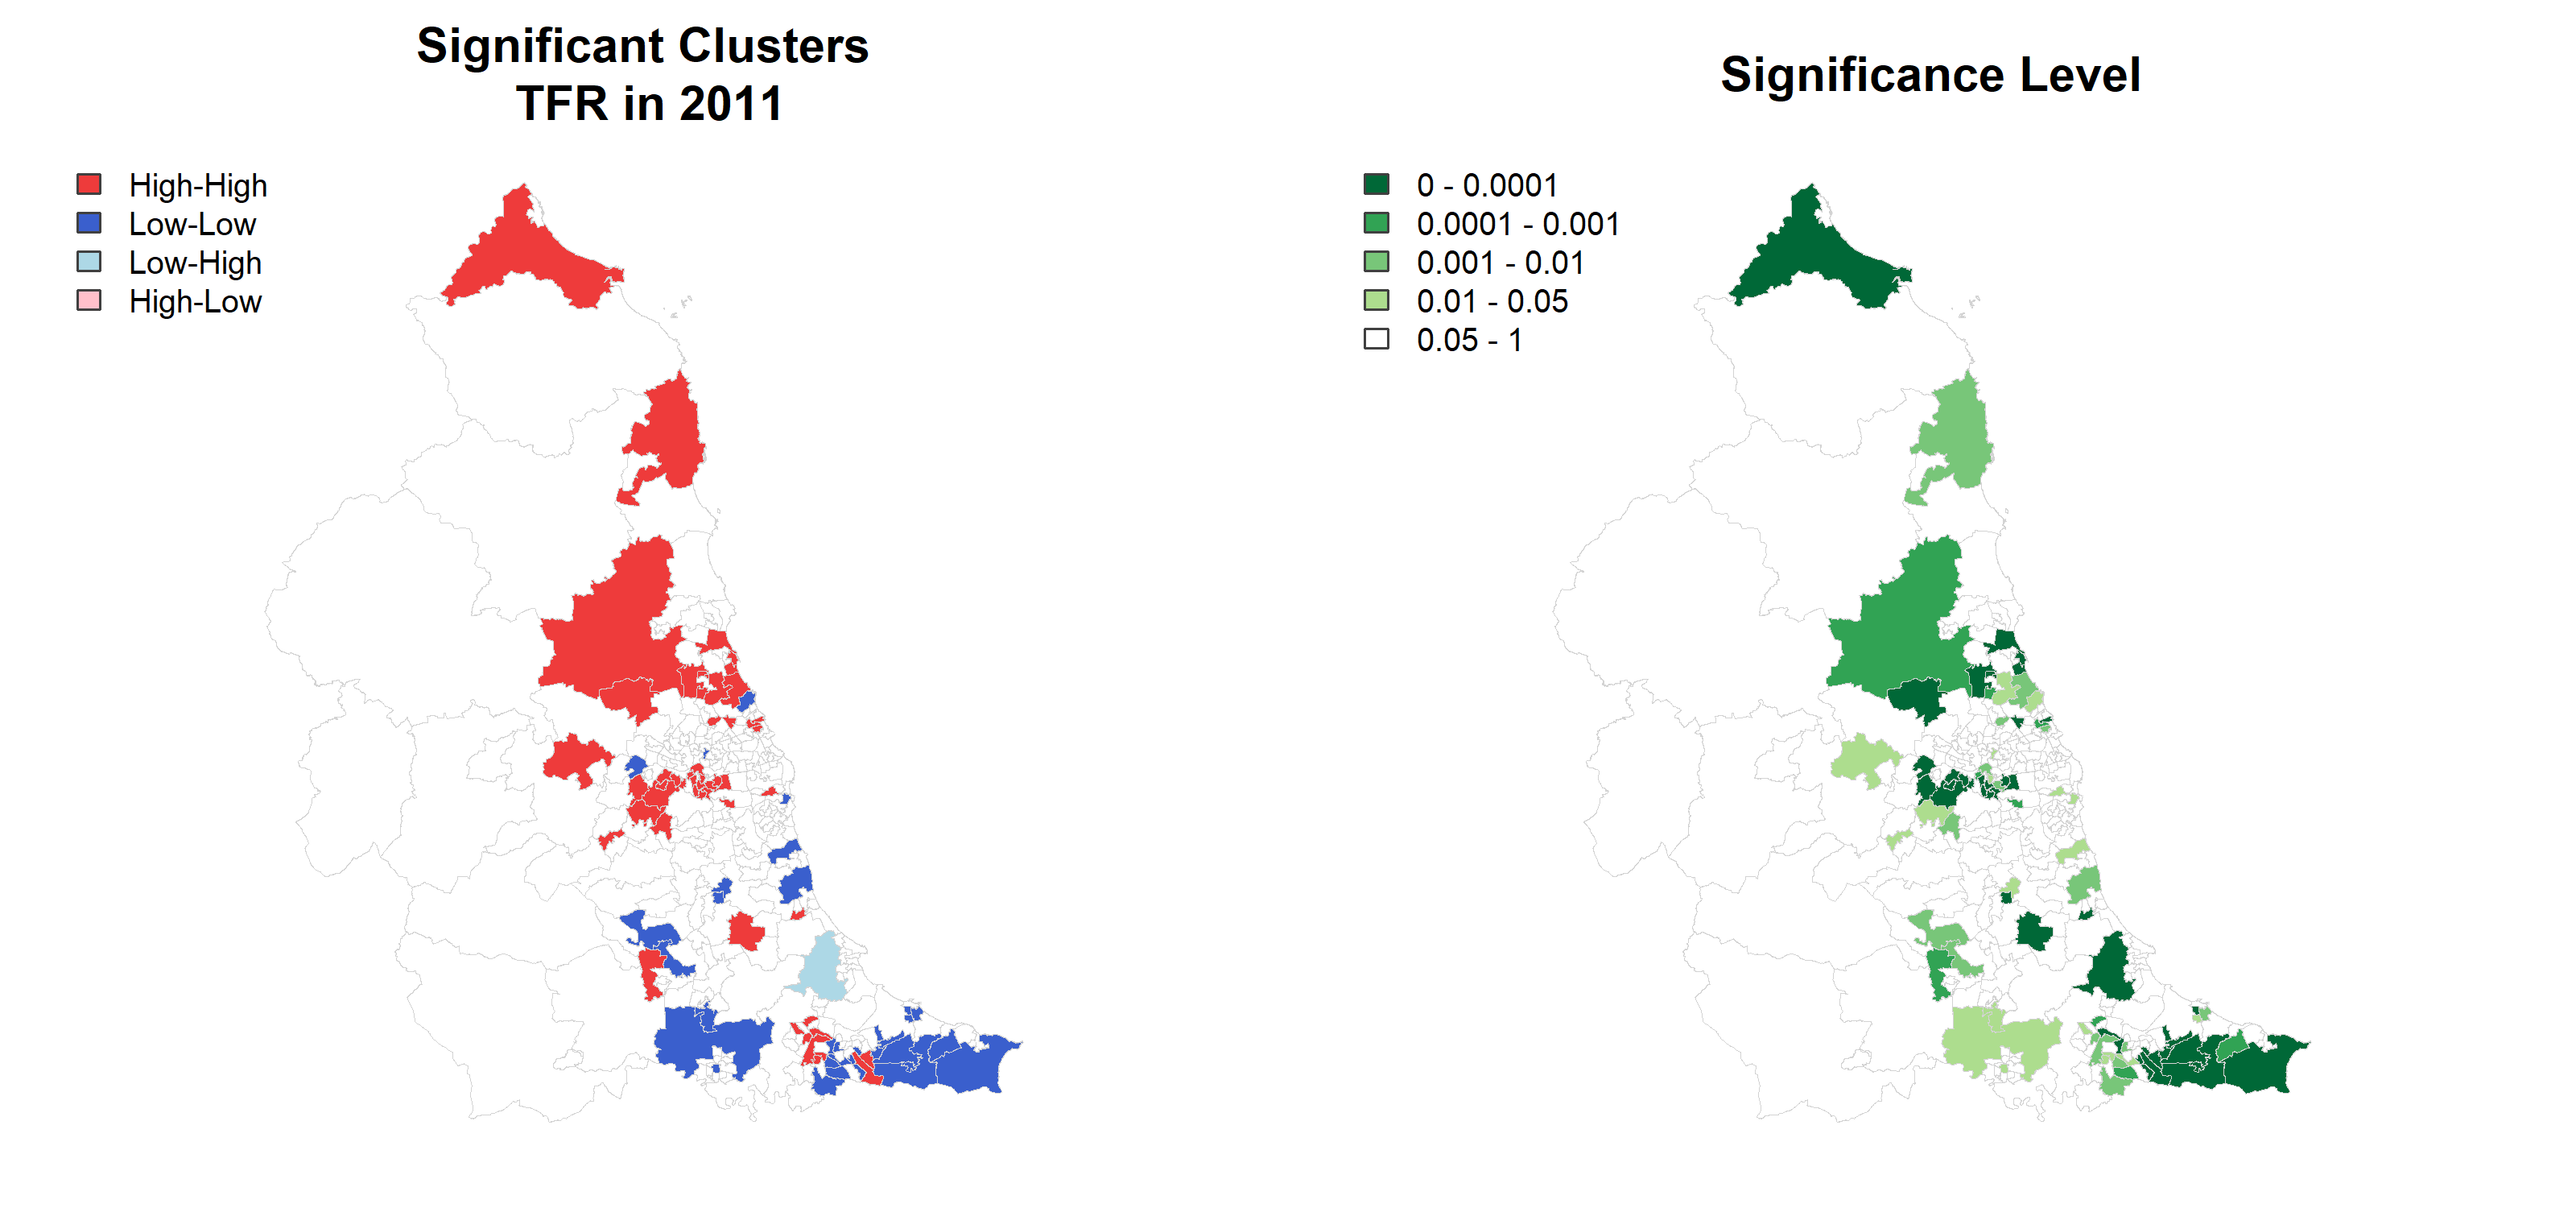 Significant Clusters
TFR in 2011
High-High
Low-Low
Low-High
High-Low
Significance Level
0 - 0.0001
0.0001 - 0.001
0.001 - 0.01
0.01 - 0.05
0.05 - 1